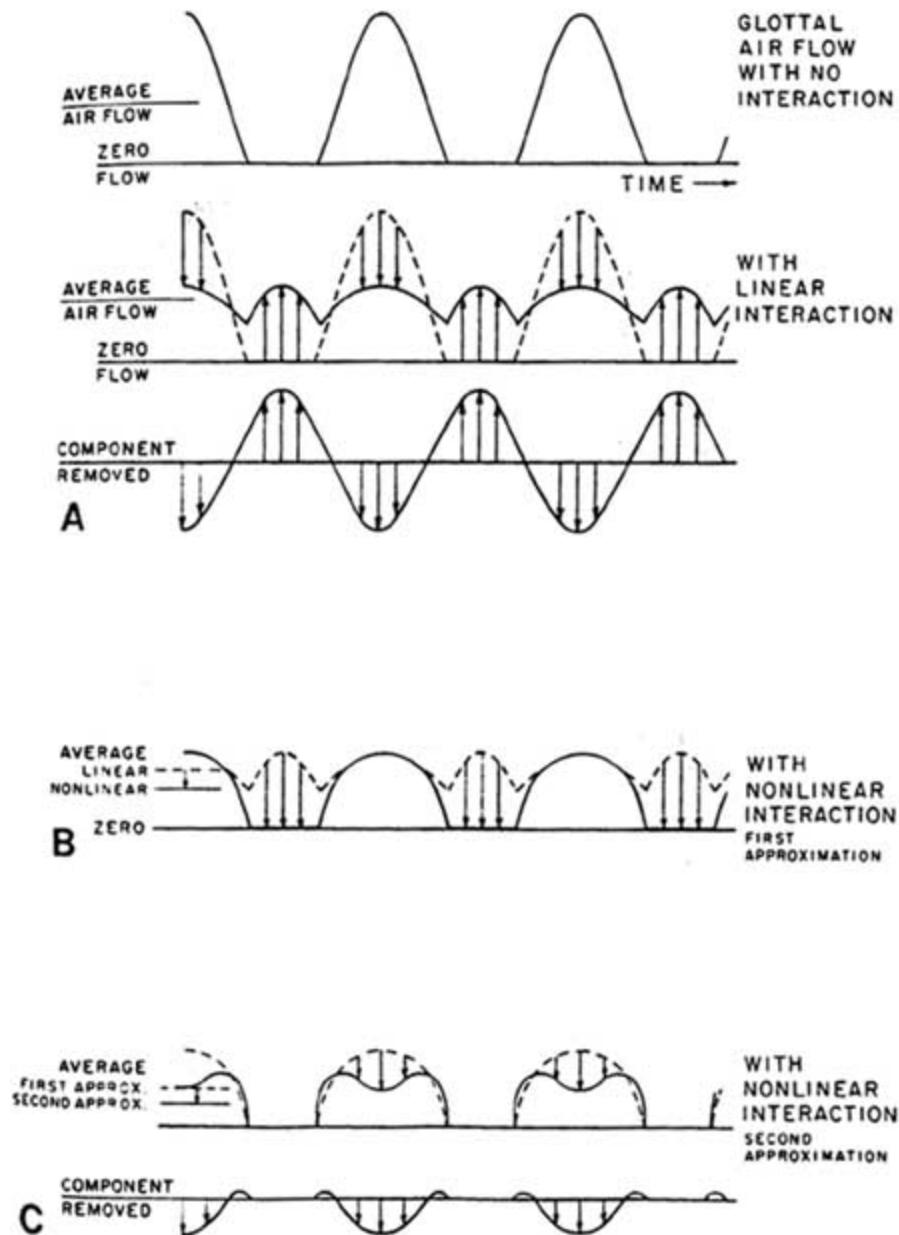 GLOTTAL
AIR FLOW
WITH NO
INTERACTION
AVERAGE
AIR FLOW
ZERO
FLOW
TIME
WITH
LINEAR
INTERACTION
AVERAGE
AIR FLOW
ZERO
FLOW
COMPONENT
REMOVED
A
AVERAGE
LINEAR
NONLINEAR
ZERO
B
WITH
NONLINEAR
INTERACTION
FIRST
APPROXIMATION
AVERAGE
FIRST APPROX.
SECOND APPROX.
WITH
NONLINEAR
INTERACTION
SECOND
APPROXIMATION
COMPONENT
REMOVED
C